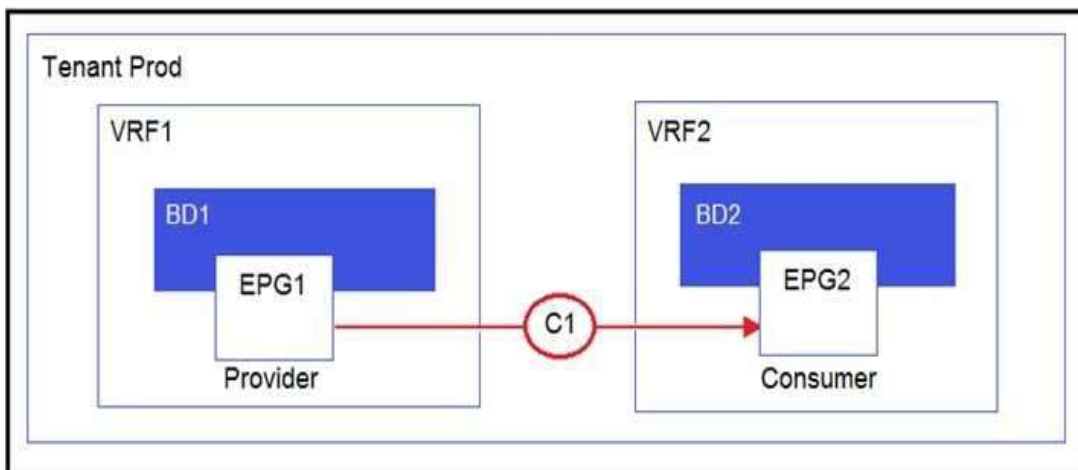 Tenant Prod
VRF1
VRF2
BD1
BD2
EPG1
EPG2
C1
Provider
Consumer